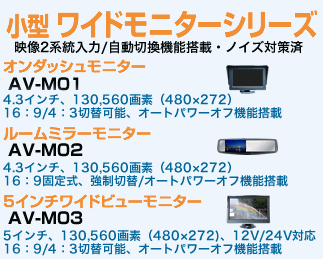 小型 ワイドモニターシリーズ
映像2系統入力/自動切換機能搭載・ノイズ対策済
オンダッシュモニター
AV-M01
4.3インチ、130,560画素（480×272）
16：9/4：3切替可能、オートパワーオフ機能搭載
ルームミラーモニター
AV-M02
4.3インチ、130,560画素（480×272）
16：9固定式、強制切替/オートパワーオフ機能搭載
5インチワイドビューモニター
AV-M03
5インチ、130,560画素（480×272）、12V/24V対応
16：9/4：3切替可能、オートパワーオフ機能搭載